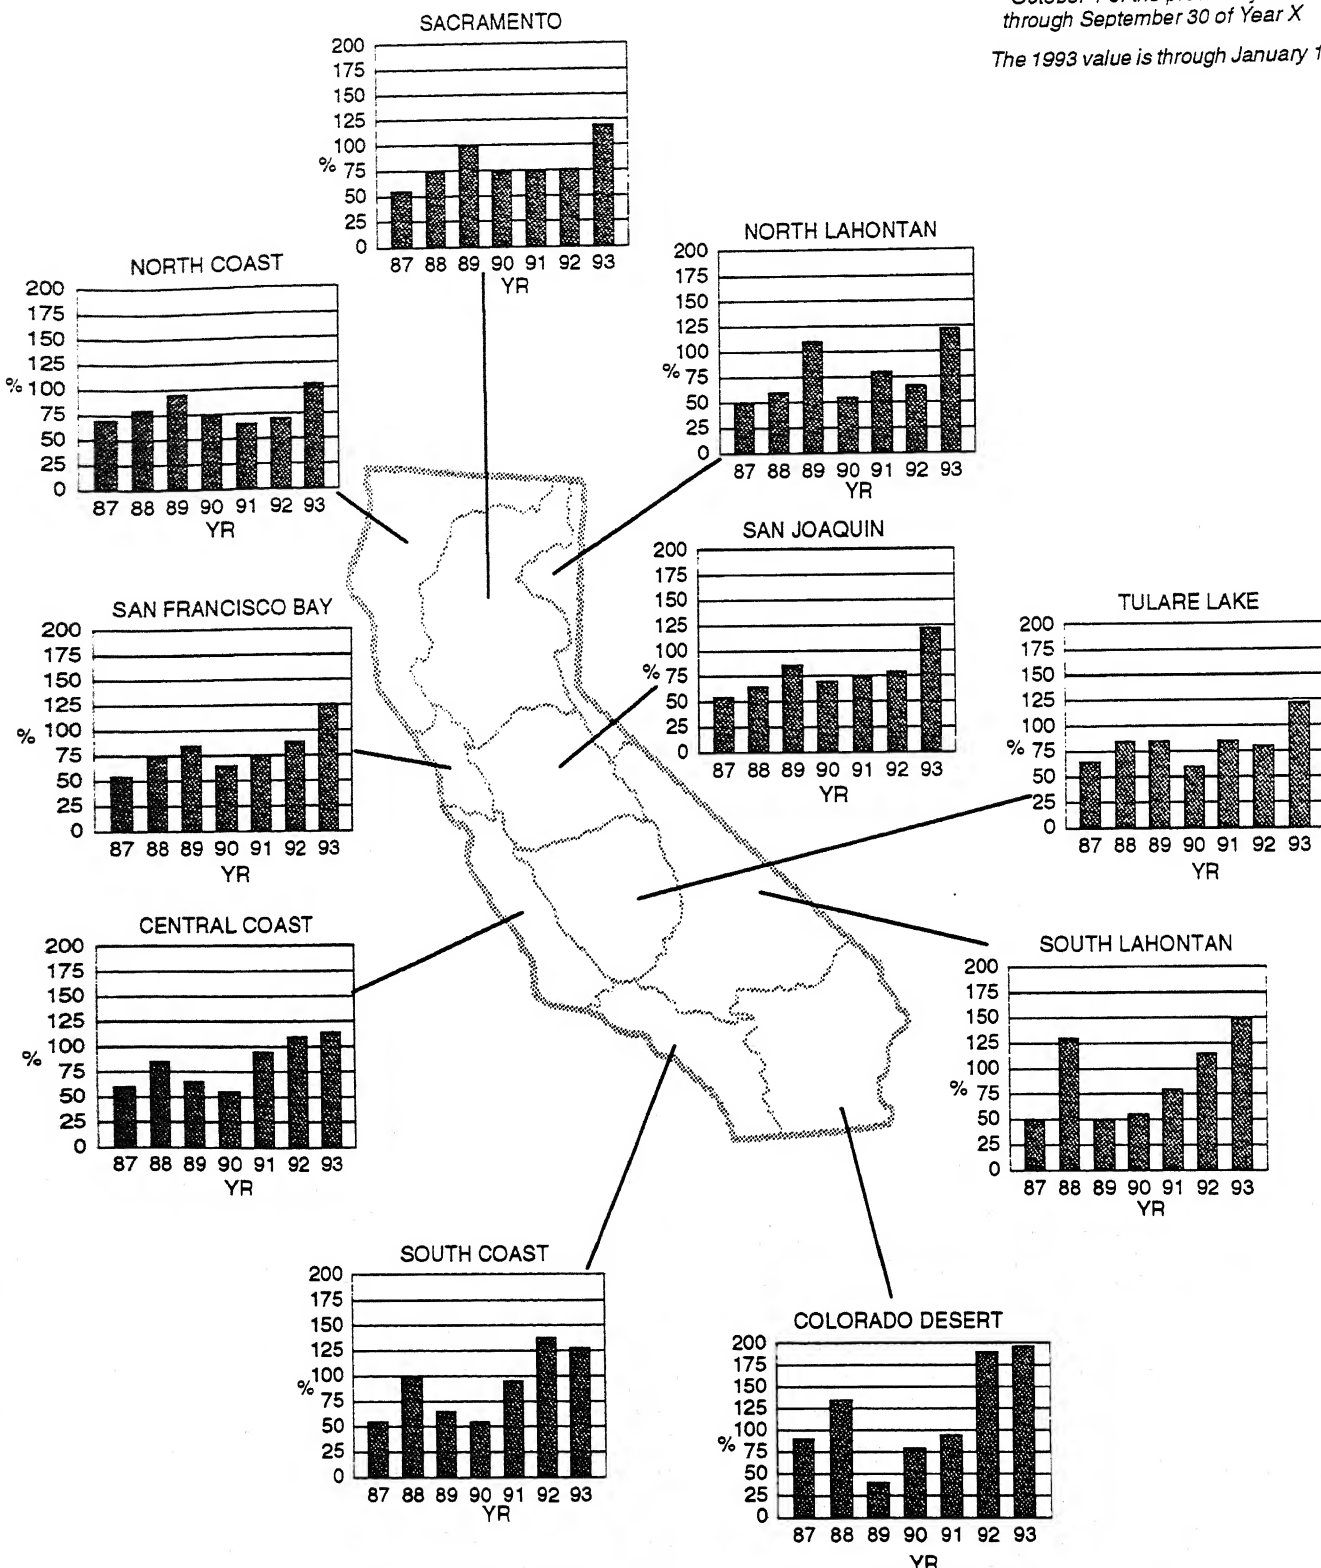 October 1 of the
through September 30 of Year X
The 1993 value is through January 1
SACRAMENTO
200
175
150
125
100
% 75
50
25
0
87 88 89 90 91 92 93
YR
NORTH LAHONTAN
200
175
150
125
100
% 75
50
25
0
87 88 89 90 91 92 93
YR
NORTH COAST
200
175
150
125
% 100
75
50
25
0
87 88 89 90 91 92 93
YR
SAN JOAQUIN
200
175
150
125
100
% 75
50
25
0
87 88 89 90 91 92 93
YR
SAN FRANCISCO BAY
200
175
150
125
% 100
75
50
25
0
87 88 89 90 91 92 93
YR
TULARE LAKE
200
175
150
125
100
% 75
50
25
0
87 88 89 90 91 92 93
YR
CENTRAL COAST
200
175
150
125
100
% 75
50
25
0
87 88 89 90 91 92 93
YR
SOUTH LAHONTAN
200
175
150
125
100
% 75
50
25
0
87 88 89 90 91 92 93
YR
SOUTH COAST
200
175
150
125
100
% 75
50
25
0
87 88 89 90 91 92 93
YR
COLORADO DESERT
200
175
150
125
100
% 75
50
25
0
87 88 89 90 91 92 93
YR